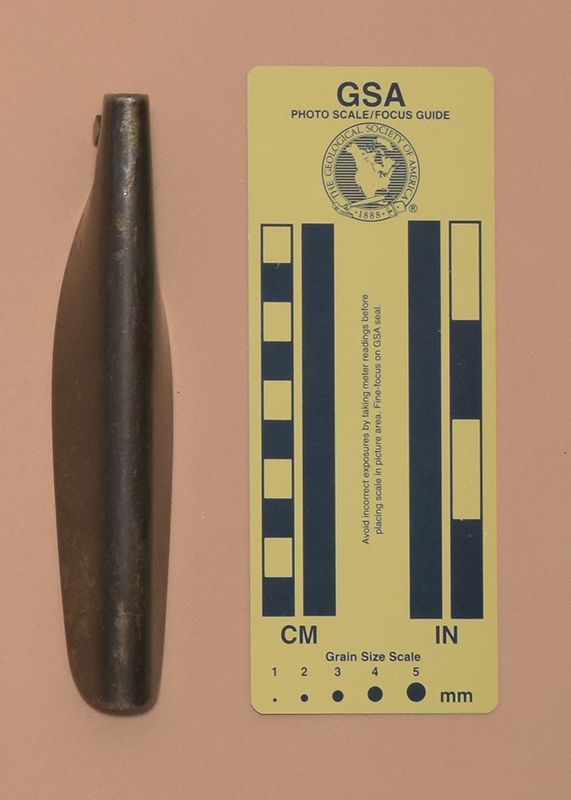 GSA
PHOTO SCALE/FOCUS GUIDE
THE GEOLOGICAL SOCIETY OF AMERICA
·1888·
®
Avoid incorrect exposures by taking meter readings before
placing scale in picture area. Fine-focus on GSA seal.
CM
IN
Grain Size Scale
1 2 3 4 5
mm